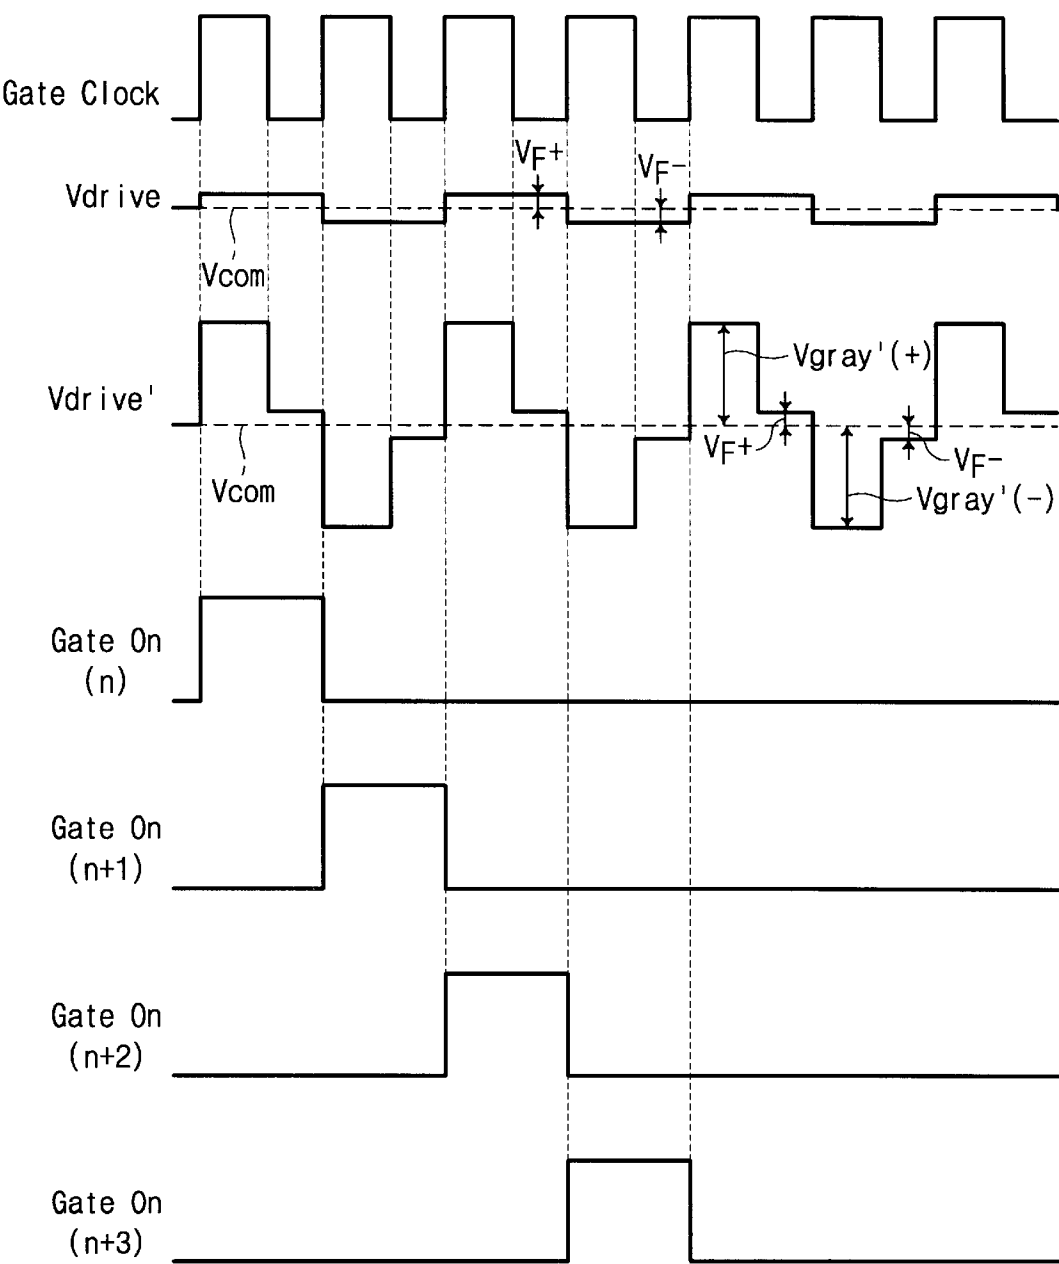 Gate Clock
VF+
VF-
Vdrive
Vcom
Vgray'(+)
Vdrive'
VF+
VF-
Vcom
Vgray'(-)
Gate On
(n)
Gate On
(n+1)
Gate On
(n+2)
Gate On
(n+3)